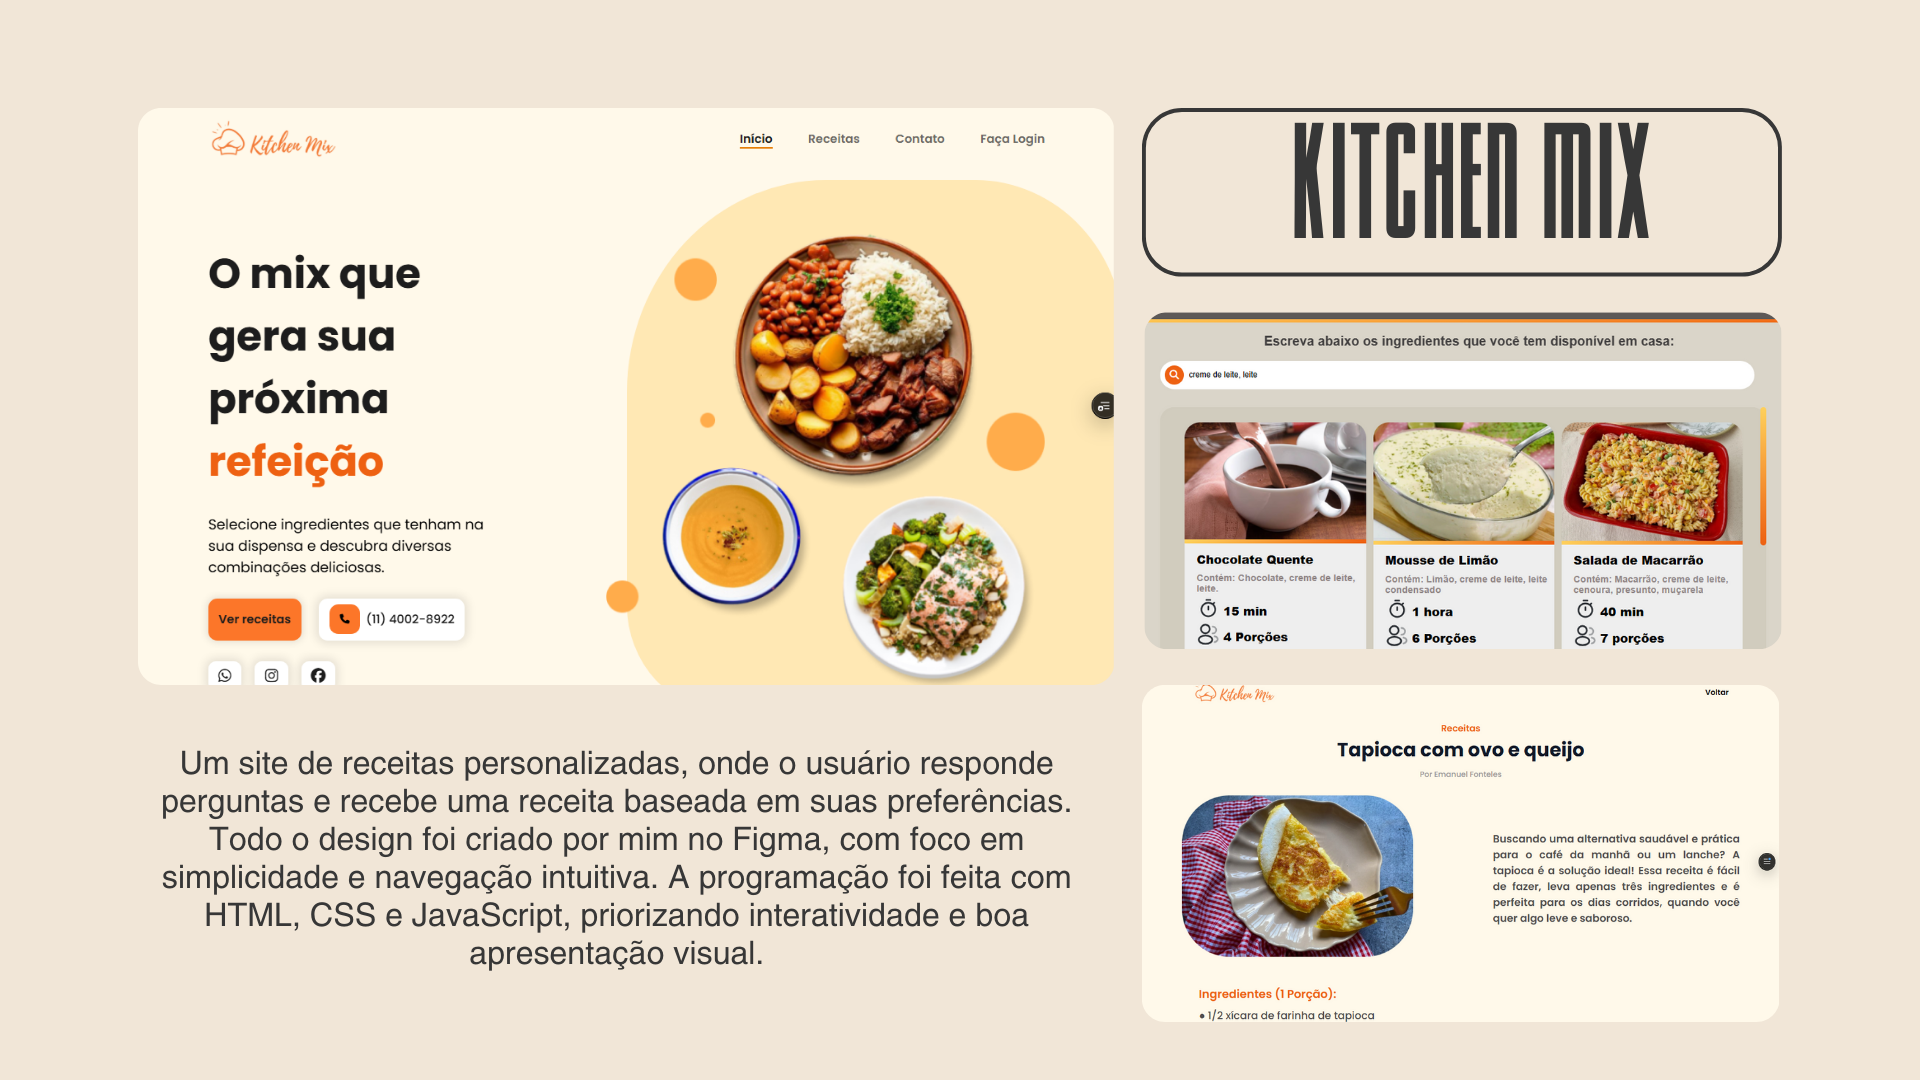 Kitchen Mix
Início Receitas Contato Faça Login
O mix que
gera sua
próxima
refeição
Selecione ingredientes que tenham na
sua dispensa e descubra diversas
combinações deliciosas.
Ver receitas (11) 4002-8922
Um site de receitas personalizadas, onde o usuário responde
perguntas e recebe uma receita baseada em suas preferências.
Todo o design foi criado por mim no Figma, com foco em
simplicidade e navegação intuitiva. A programação foi feita com
HTML, CSS e JavaScript, priorizando interatividade e boa
apresentação visual.
KITCHEN MIX
Escreva abaixo os ingredientes que você tem disponível em casa:
creme de leite, leite
Chocolate Quente
Contém: Chocolate, creme de leite,
leite.
15 min
4 Porções
Mousse de Limão
Contém: Limão, creme de leite, leite
condensado
1 hora
6 Porções
Salada de Macarrão
Contém: Macarrão, creme de leite,
cenoura, presunto, muçarela
40 min
7 porções
Kitchen Mix Voltar
Receitas
Tapioca com ovo e queijo
Por Emanuel Fonteles
Buscando uma alternativa saudável e prática
para o café da manhã ou um lanche? A
tapioca é a solução ideal! Essa receita é fácil
de fazer, leva apenas três ingredientes e é
perfeita para os dias corridos, quando você
quer algo leve e saboroso.
Ingredientes (1 Porção):
● 1/2 xícara de farinha de tapioca